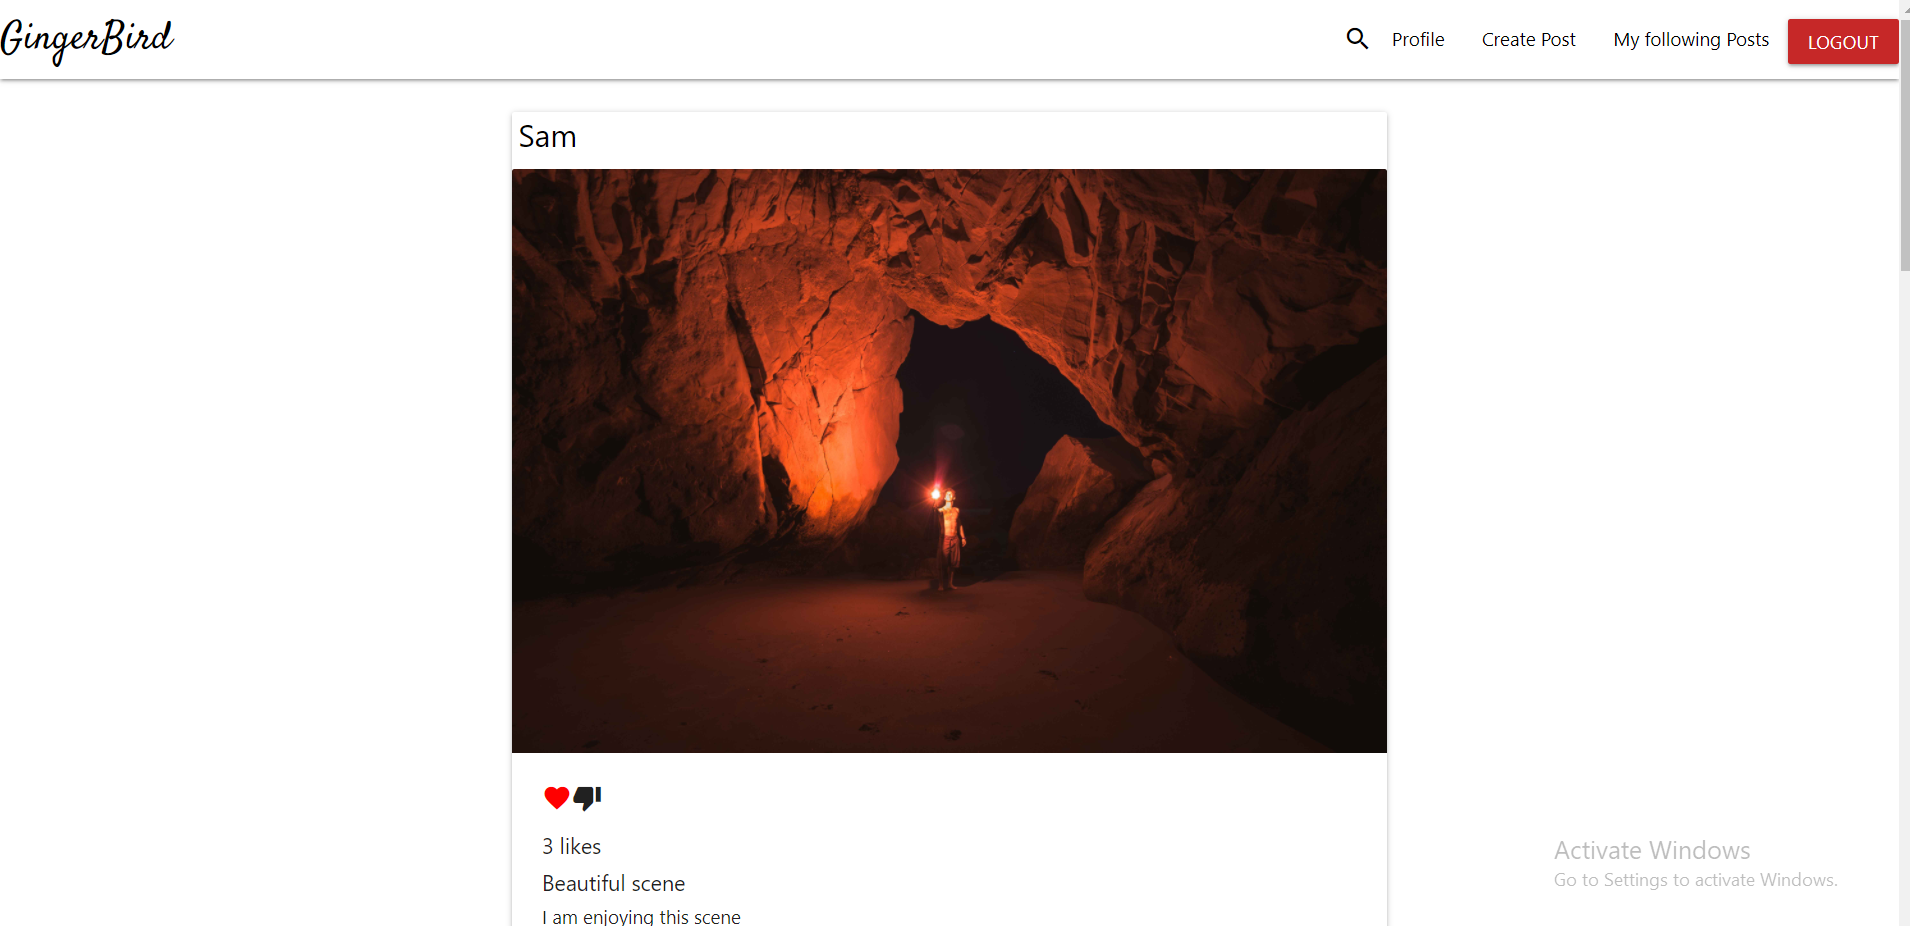 GingerBird
Profile
Create Post
My following Posts
LOGOUT
Sam
3 likes
Beautiful scene
I am enjoying this scene
Activate Windows
Go to Settings to activate Windows.